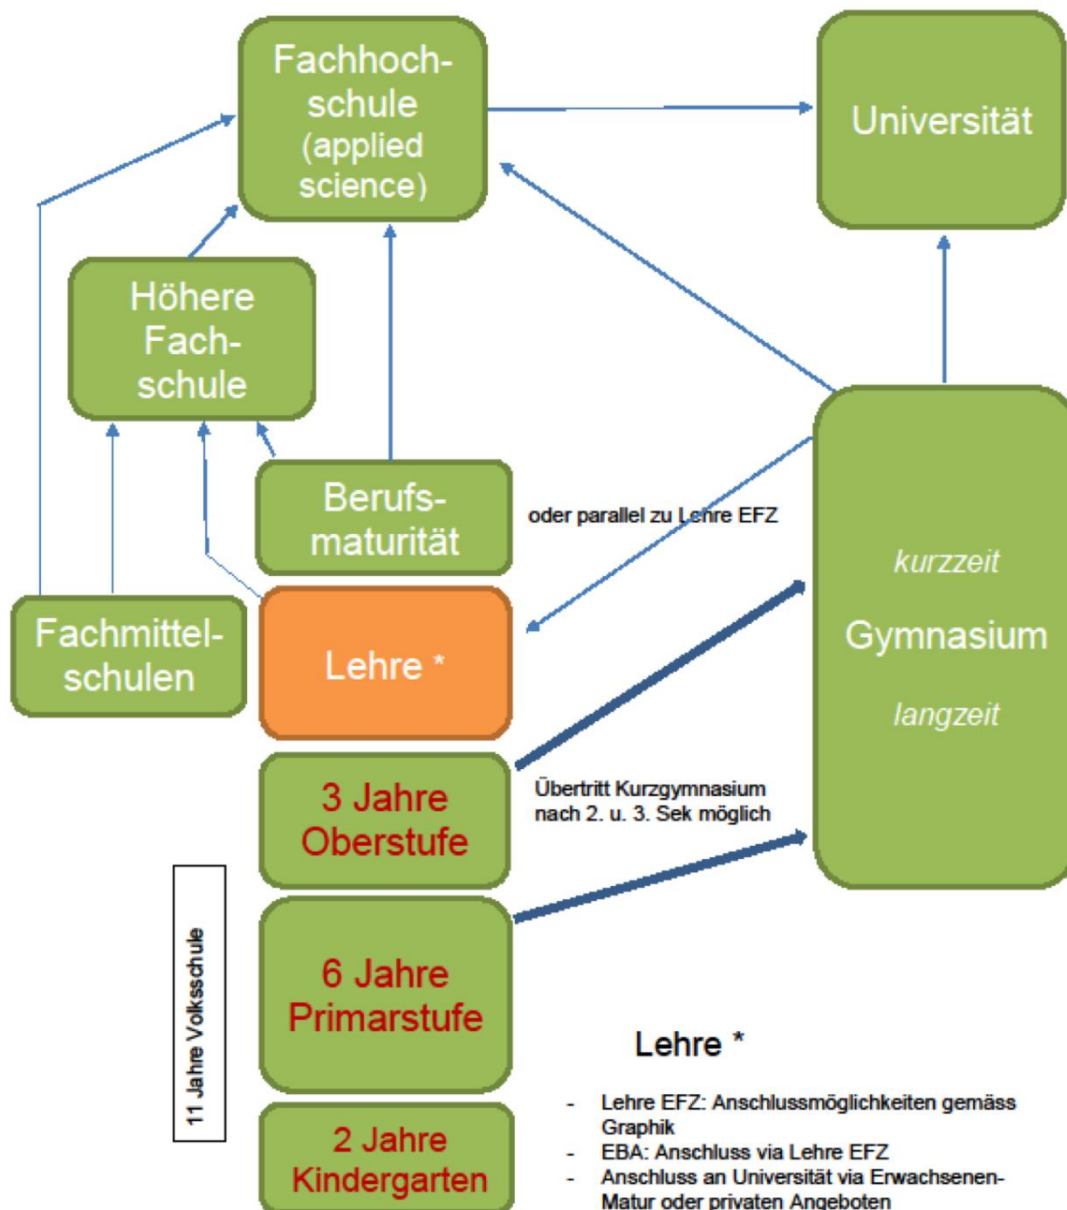 Fachhoch-
schule
(applied
science)
Universität
Höhere
Fach-
schule
Berufs-
maturität
oder parallel zu Lehre EFZ
kurzzeit
Gymnasium
langzeit
Fachmittel-
schulen
Lehre *
3 Jahre
Oberstufe
Übertritt Kurzgymnasium
nach 2. u. 3. Sek möglich
11 Jahre Volksschule
6 Jahre
Primarstufe
2 Jahre
Kindergarten
Lehre *
- Lehre EFZ: Anschlussmöglichkeiten gemäss
Graphik
- EBA: Anschluss via Lehre EFZ
- Anschluss an Universität via Erwachsenen-
Matur oder privaten Angeboten